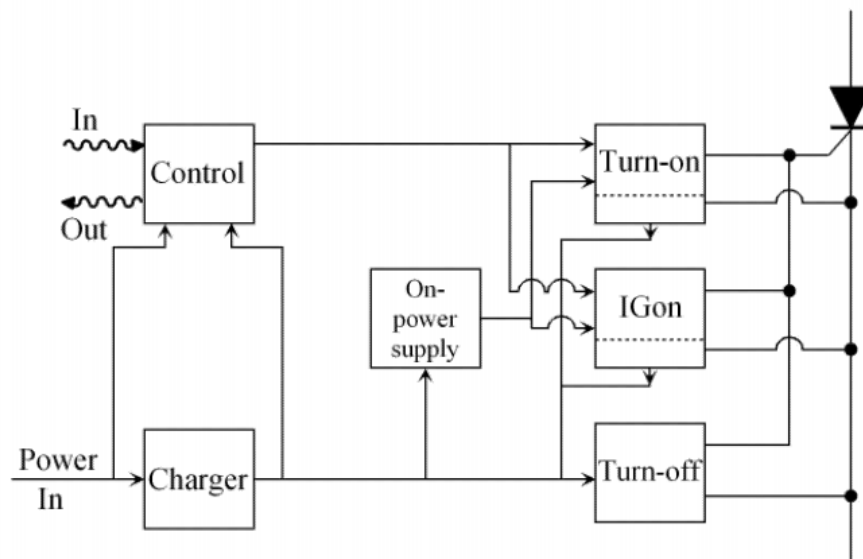 In
Control
Out
Turn-on
On-
power
supply
IGon
Power
In
Charger
Turn-off